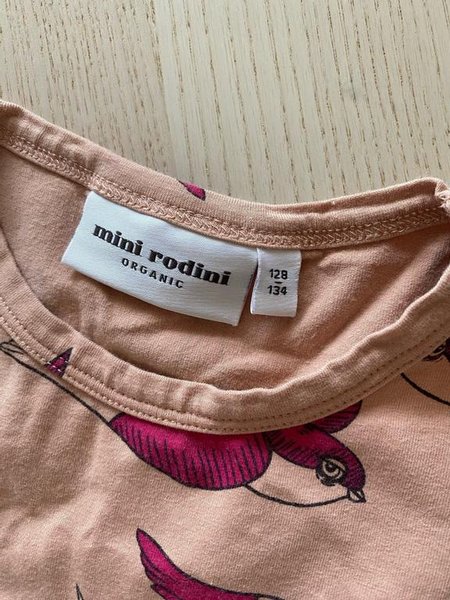 mini rodini
ORGANIC
128
-
134